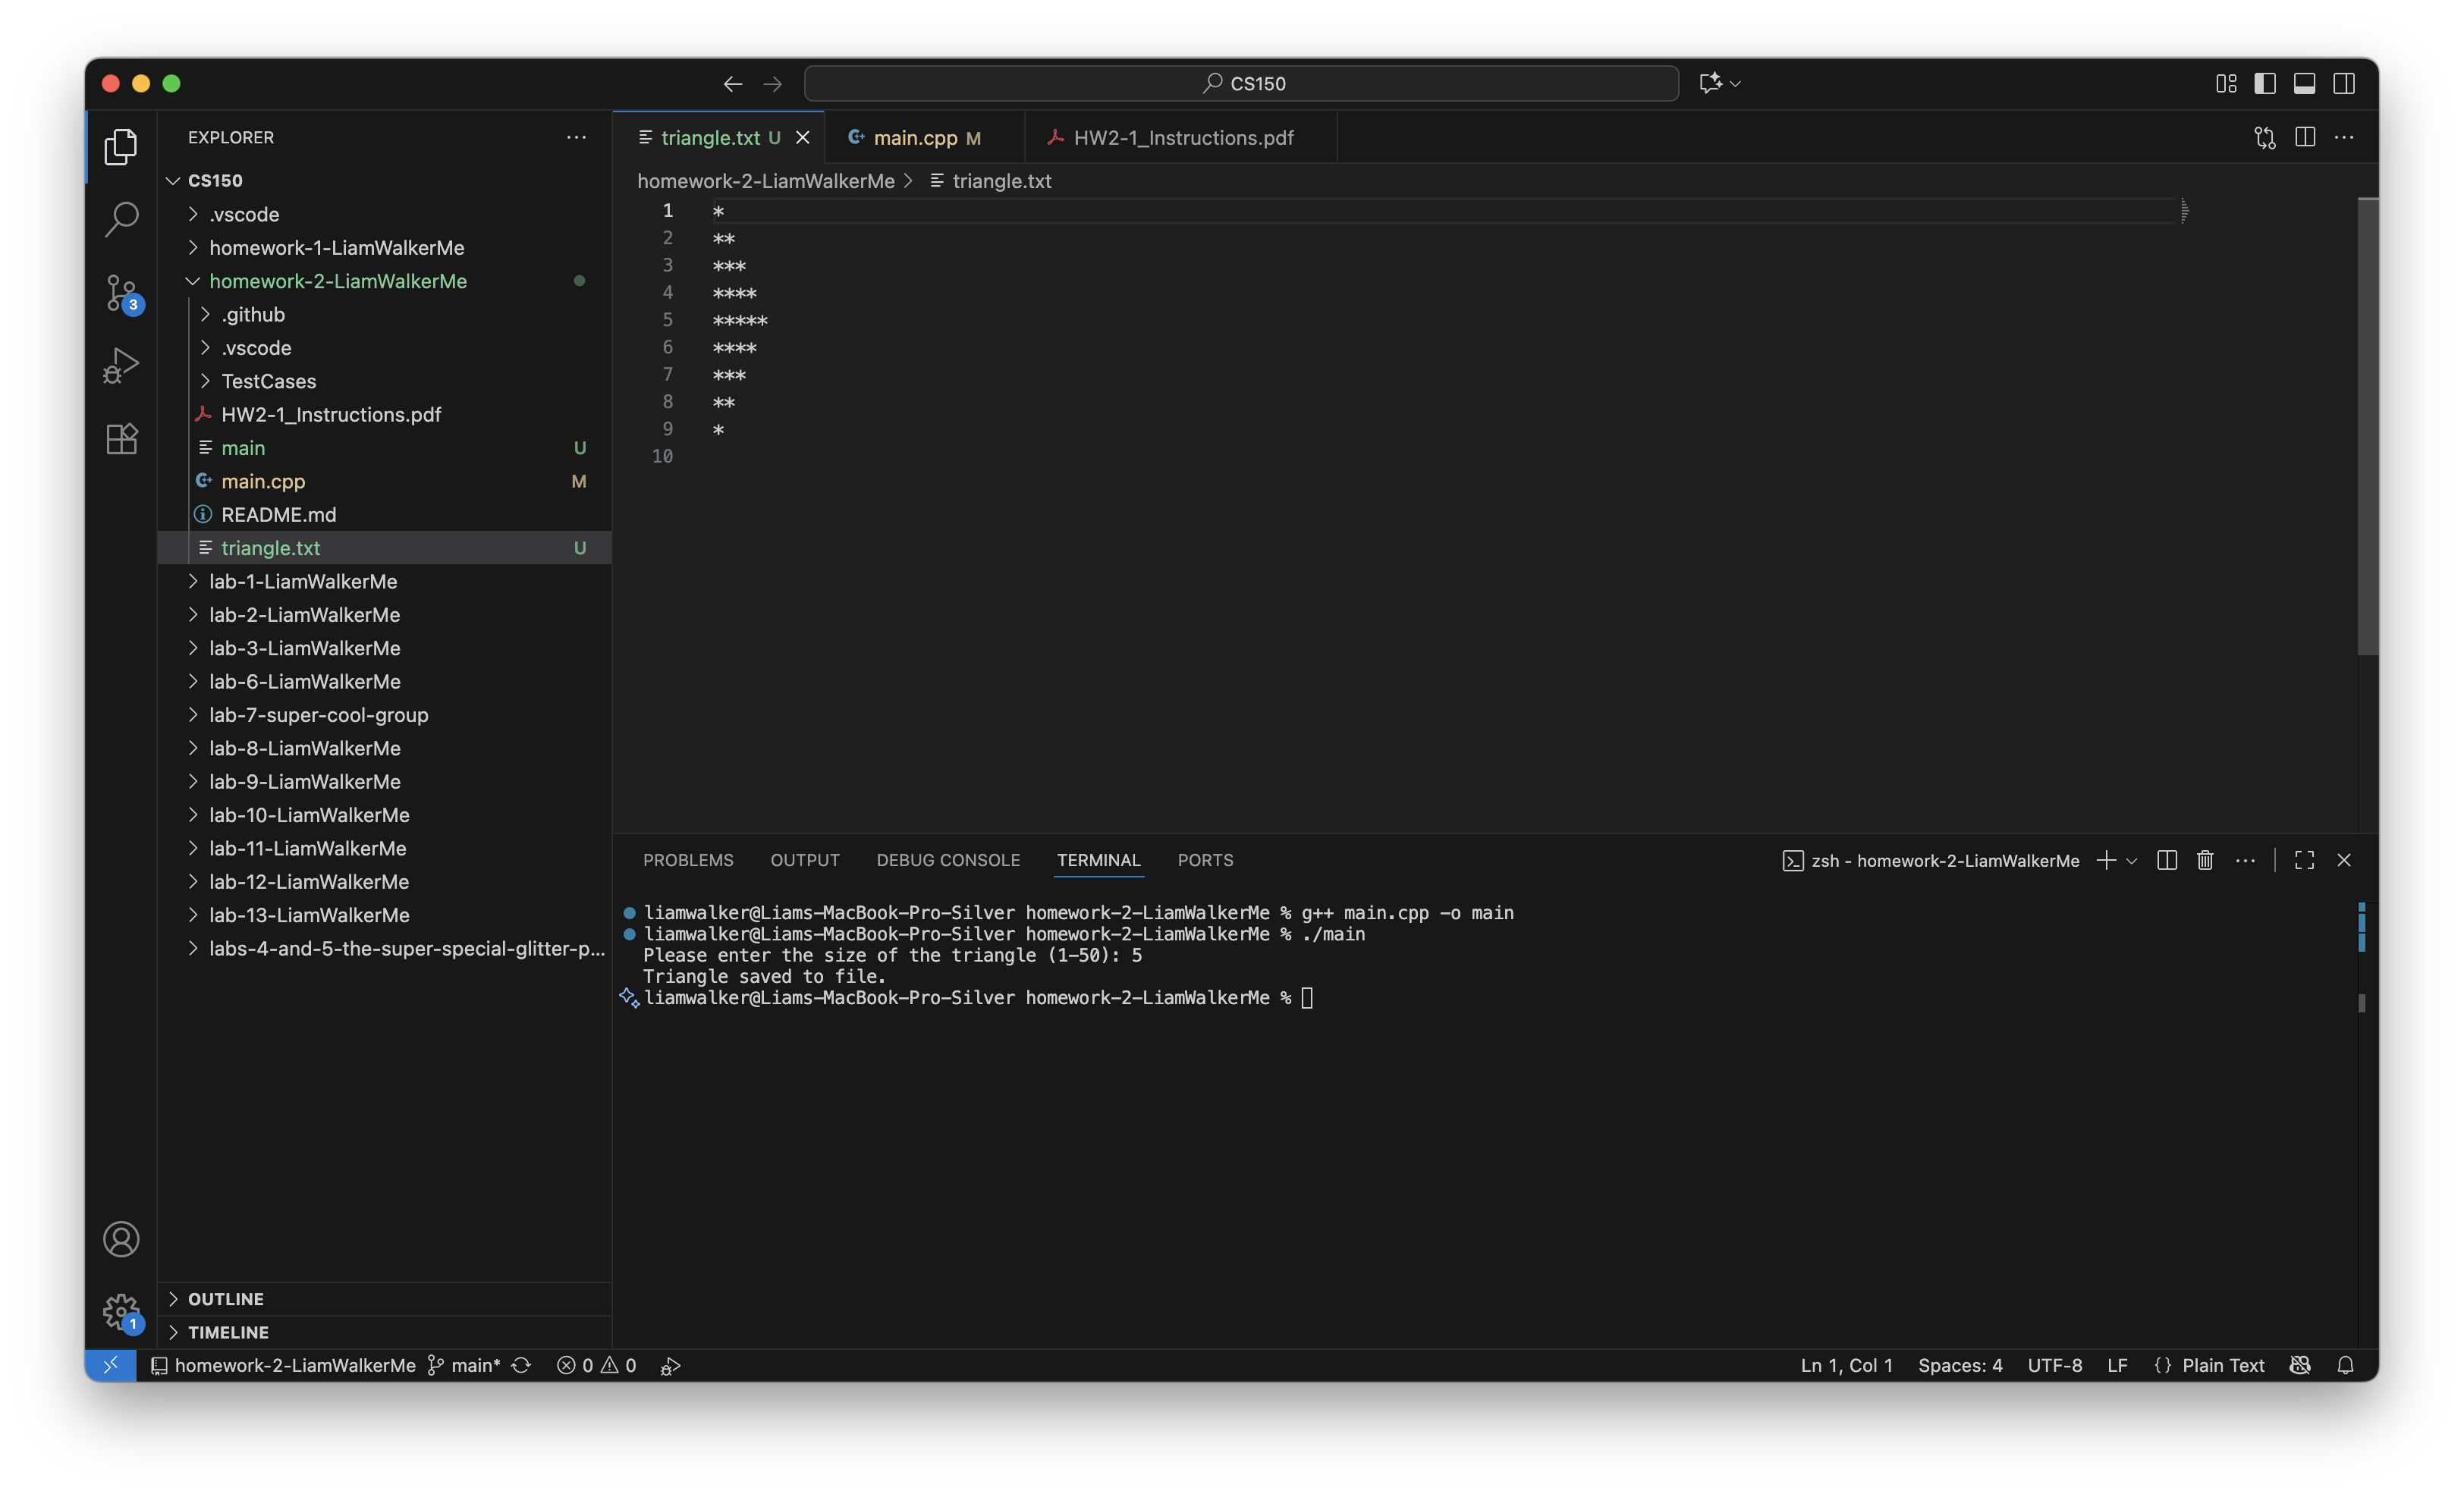 CS150
EXPLORER
CS150
.vscode
homework-1-LiamWalkerMe
homework-2-LiamWalkerMe
.github
.vscode
TestCases
HW2-1_Instructions.pdf
main U
main.cpp M
README.md
triangle.txt U
lab-1-LiamWalkerMe
lab-2-LiamWalkerMe
lab-3-LiamWalkerMe
lab-6-LiamWalkerMe
lab-7-super-cool-group
lab-8-LiamWalkerMe
lab-9-LiamWalkerMe
lab-10-LiamWalkerMe
lab-11-LiamWalkerMe
lab-12-LiamWalkerMe
lab-13-LiamWalkerMe
labs-4-and-5-the-super-special-glitter-p...
OUTLINE
TIMELINE
3
1
triangle.txt U
main.cpp M
HW2-1_Instructions.pdf
homework-2-LiamWalkerMe > triangle.txt
1 *
2 **
3 ***
4 ****
5 *****
6 ****
7 ***
8 **
9 *
10
PROBLEMS OUTPUT DEBUG CONSOLE TERMINAL PORTS
zsh - homework-2-LiamWalkerMe
liamwalker@Liams-MacBook-Pro-Silver homework-2-LiamWalkerMe % g++ main.cpp -o main
liamwalker@Liams-MacBook-Pro-Silver homework-2-LiamWalkerMe % ./main
Please enter the size of the triangle (1-50): 5
Triangle saved to file.
liamwalker@Liams-MacBook-Pro-Silver homework-2-LiamWalkerMe %
homework-2-LiamWalkerMe main* 0 0
Ln 1, Col 1 Spaces: 4 UTF-8 LF {} Plain Text